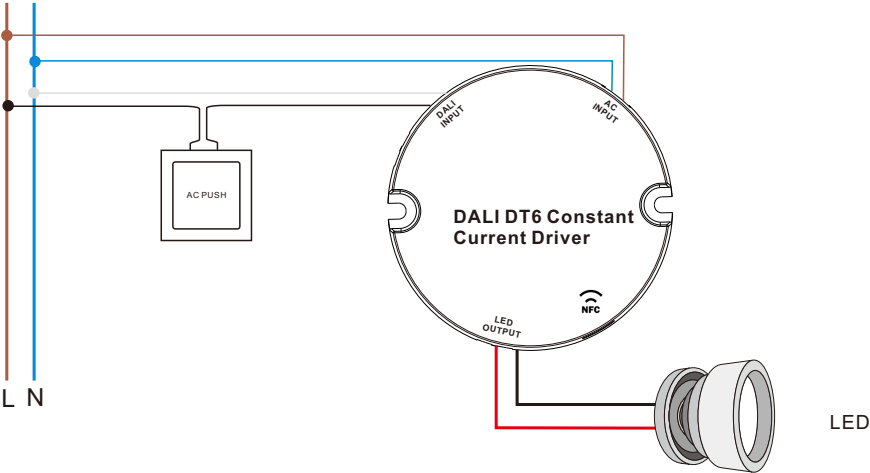 DALI
INPUT
AC
INPUT
AC PUSH
DALI DT6 Constant
Current Driver
NFC
LED
OUTPUT
L N
LED